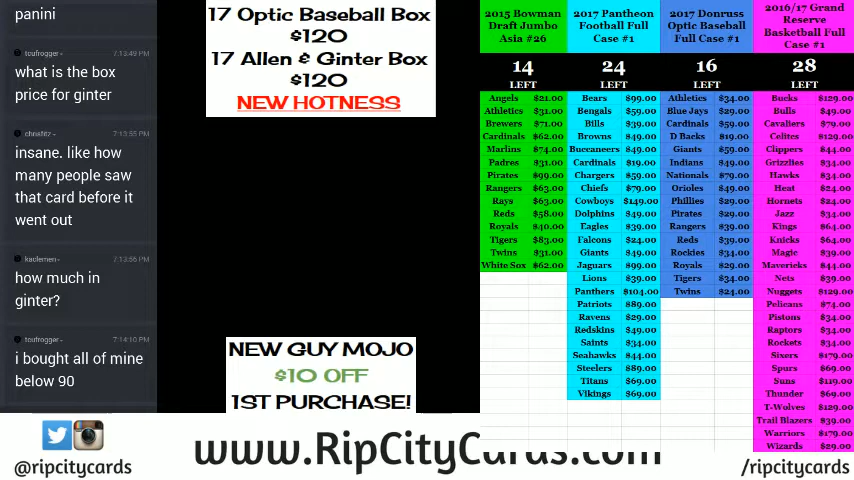 panini
toufrogger
7:13:49 PM
what is the box
price for ginter
chrisfitz
7:13:55 PM
insane. like how
many people saw
that card before it
went out
kaolemen
7:13:56 PM
how much in
ginter?
toufrogger
7:14:10 PM
i bought all of mine
below 90
17 Optic Baseball Box
$120
17 Allen & Ginter Box
$120
NEW HOTNESS
NEW GUY MOJO
$10 OFF
1ST PURCHASE!
2015 Bowman
Draft Jumbo
Asia #26
14
LEFT
Angels $21.00
Athletics $31.00
Brewers $71.00
Cardinals $62.00
Marlins $74.00
Padres $31.00
Pirates $99.00
Rangers $63.00
Rays $63.00
Reds $58.00
Royals $40.00
Tigers $83.00
Twins $31.00
White Sox $62.00
2017 Pantheon
Football Full
Case #1
24
LEFT
Bears $99.00
Bengals $59.00
Bills $39.00
Browns $49.00
Buccaneers $49.00
Cardinals $19.00
Chargers $59.00
Chiefs $79.00
Cowboys $149.00
Dolphins $49.00
Eagles $39.00
Falcons $24.00
Giants $49.00
Jaguars $99.00
Lions $39.00
Panthers $104.00
Patriots $89.00
Ravens $29.00
Redskins $49.00
Saints $34.00
Seahawks $44.00
Steelers $89.00
Titans $69.00
Vikings $69.00
2017 Donruss
Optic Baseball
Full Case #1
16
LEFT
Athletics $34.00
Blue Jays $29.00
Cardinals $59.00
D Backs $19.00
Giants $59.00
Indians $49.00
Nationals $79.00
Orioles $49.00
Phillies $29.00
Pirates $29.00
Rangers $39.00
Reds $39.00
Rockies $34.00
Royals $29.00
Tigers $34.00
Twins $24.00
2016/17 Grand
Reserve
Basketball Full
Case #1
28
LEFT
Bucks $129.00
Bulls $49.00
Cavaliers $79.00
Celites $129.00
Clippers $44.00
Grizzlies $34.00
Hawks $34.00
Heat $24.00
Hornets $24.00
Jazz $34.00
Kings $64.00
Knicks $64.00
Magic $39.00
Mavericks $44.00
Nets $39.00
Nuggets $129.00
Pelicans $74.00
Pistons $34.00
Raptors $34.00
Rockets $34.00
Sixers $179.00
Spurs $69.00
Suns $119.00
Thunder $69.00
T-Wolves $129.00
Trail Blazers $39.00
Warriors $179.00
Wizards $29.00
@ripcitycards
www.RipCityCards.com
/ripcitycards